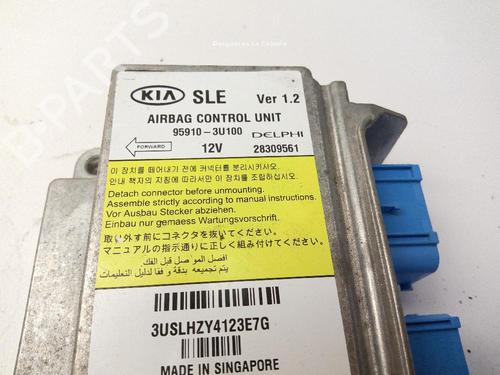 Desguaces La Cabaña
KIA SLE Ver 1.2
AIRBAG CONTROL UNIT
95910-3U100 DELPHI
FORWARD 12V 28309561
이 장치를 떼어내기 전에 커넥터를 분리하시오.
안내 책자의 지침에 따라서만 이 장치를 조립하시오.
Detach connector before unmounting.
Assemble strictly according to manual instructions.
Vor Ausbau Stecker abziehen.
Einbau nur gemaess Wartungsvorschrift.
取り外す前にコネクタを抜いてください。
マニュアルの指示通りに正しく組み付けてください。
افصل الموصل قبل الفك
يتم تجميعه بدقة و فقا لدليل التعليمات
3USLHZY4123E7G
MADE IN SINGAPORE